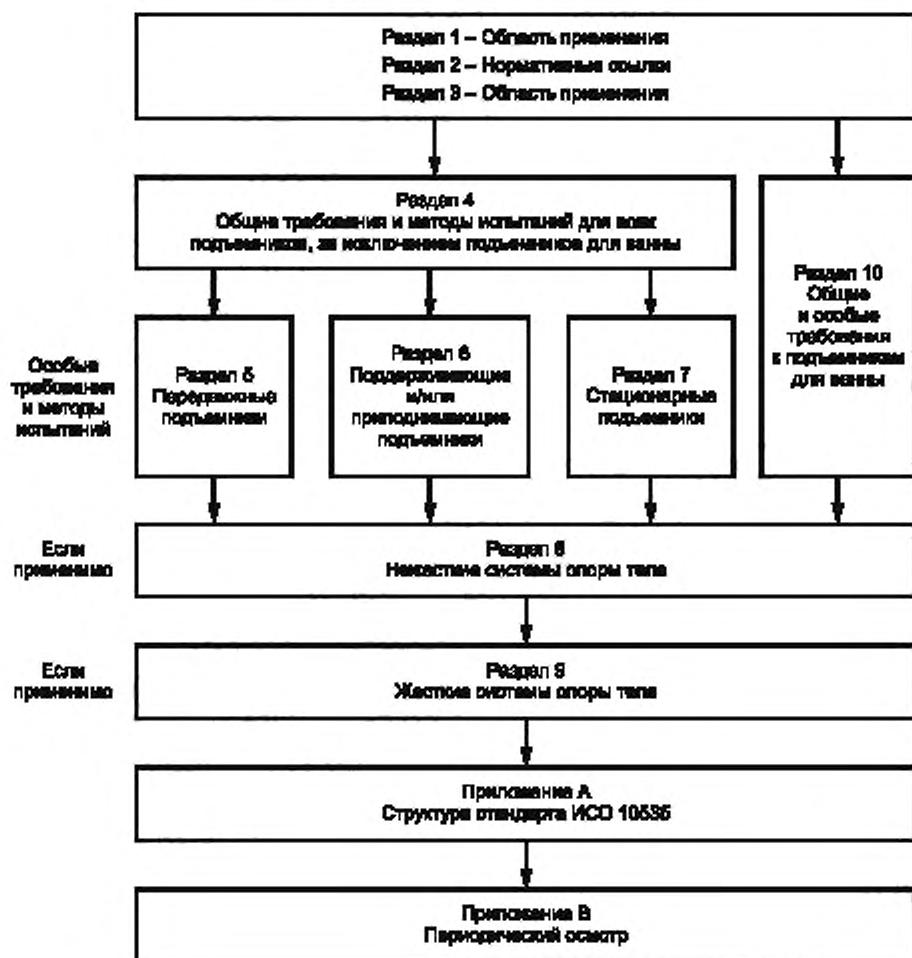 Раздел 1 – Область применения
Раздел 2 – Нормативные ссылки
Раздел 3 – Область применения
Раздел 4
Общие требования и методы испытаний для всех
подъемников, за исключением подъемников для ванны
Раздел 10
Общие
и особые
требования
к подъемникам
для ванны
Особые
требования
и методы
испытаний
Раздел 5
Передвижные
подъемники
Раздел 6
Поддерживающие
и/или
приподнимающие
подъемники
Раздел 7
Стационарные
подъемники
Если
применимо
Раздел 8
Нежесткие системы опоры тела
Если
применимо
Раздел 9
Жесткие системы опоры тела
Приложение А
Структура стандарта ИСО 10535
Приложение В
Периодический осмотр